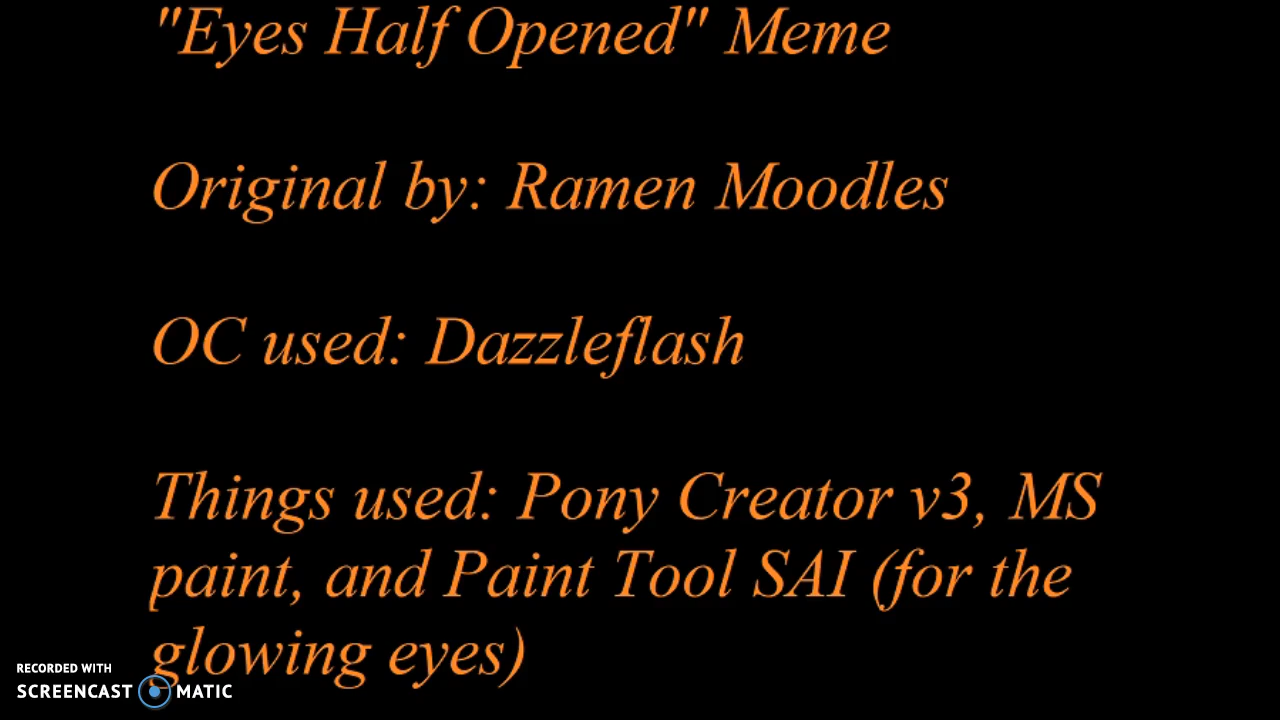 "Eyes Half Opened" Meme
Original by: Ramen Moodles
OC used: Dazzleflash
Things used: Pony Creator v3, MS
paint, and Paint Tool SAI (for the
glowing eyes)
RECORDED WITH
SCREENCAST MATIC